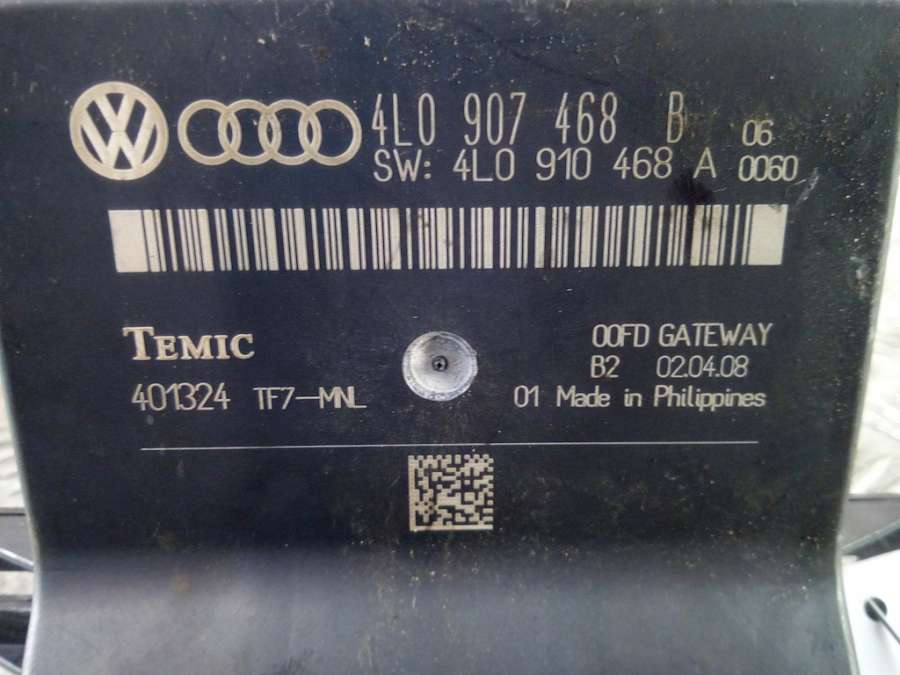 4L0 907 468 B 06
SW: 4L0 910 468 A 0060
TEMIC
00FD GATEWAY
B2 02.04.08
401324 TF7-MNL
01 Made in Philippines